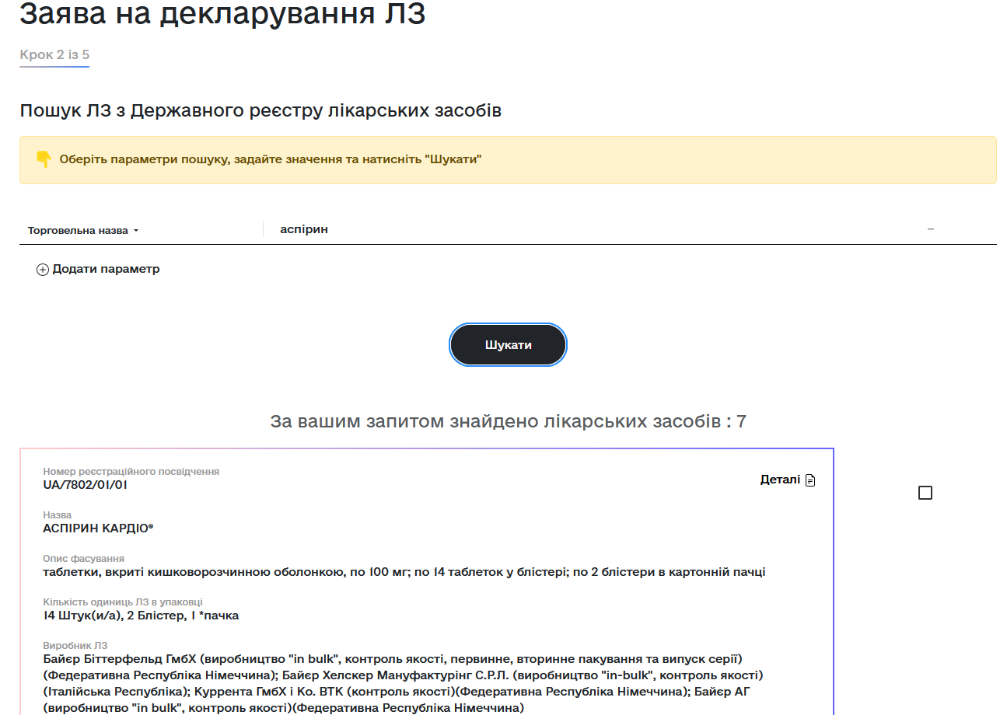 Заява на декларування ЛЗ
Крок 2 із 5
Пошук ЛЗ з Державного реєстру лікарських засобів
Оберіть параметри пошуку, задайте значення та натисніть "Шукати"
Торговельна назва
аспірин
Додати параметр
Шукати
За вашим запитом знайдено лікарських засобів : 7
Номер реєстраційного посвідчення
UA/7802/01/01
Деталі
Назва
АСПІРИН КАРДІО®
Опис фасування
таблетки, вкриті кишковорозчинною оболонкою, по 100 мг; по 14 таблеток у блістері; по 2 блістери в картонній пачці
Кількість одиниць ЛЗ в упаковці
14 Штук(и/а), 2 Блістер, 1 *пачка
Виробник ЛЗ
Байєр Біттерфельд ГмбХ (виробництво "in bulk", контроль якості, первинне, вторинне пакування та випуск серії)
(Федеративна Республіка Німеччина); Байєр Хелскер Мануфактурінг С.Р.Л. (виробництво "in-bulk", контроль якості)
(Італійська Республіка); Куррента ГмбХ і Ко. ВТК (контроль якості)(Федеративна Республіка Німеччина); Байєр АГ
(виробництво "in bulk", контроль якості)(Федеративна Республіка Німеччина)